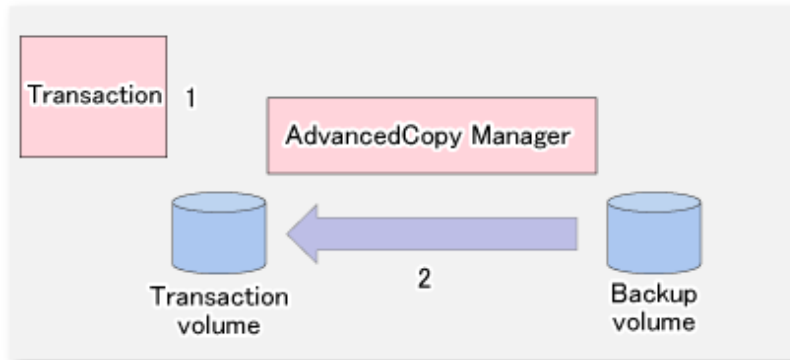 Transaction 1
AdvancedCopy Manager
2
Transaction
volume
Backup
volume